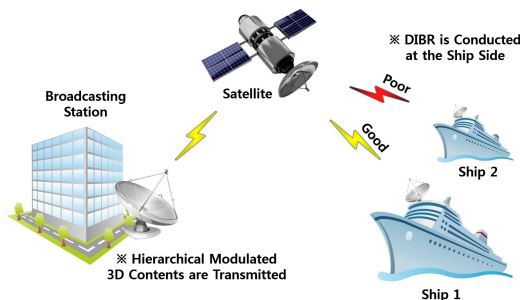 ※ DIBR is Conducted
at the Ship Side
Satellite
Poor
Good
Broadcasting
Station
Ship 2
※ Hierarchical Modulated
3D Contents are Transmitted
Ship 1